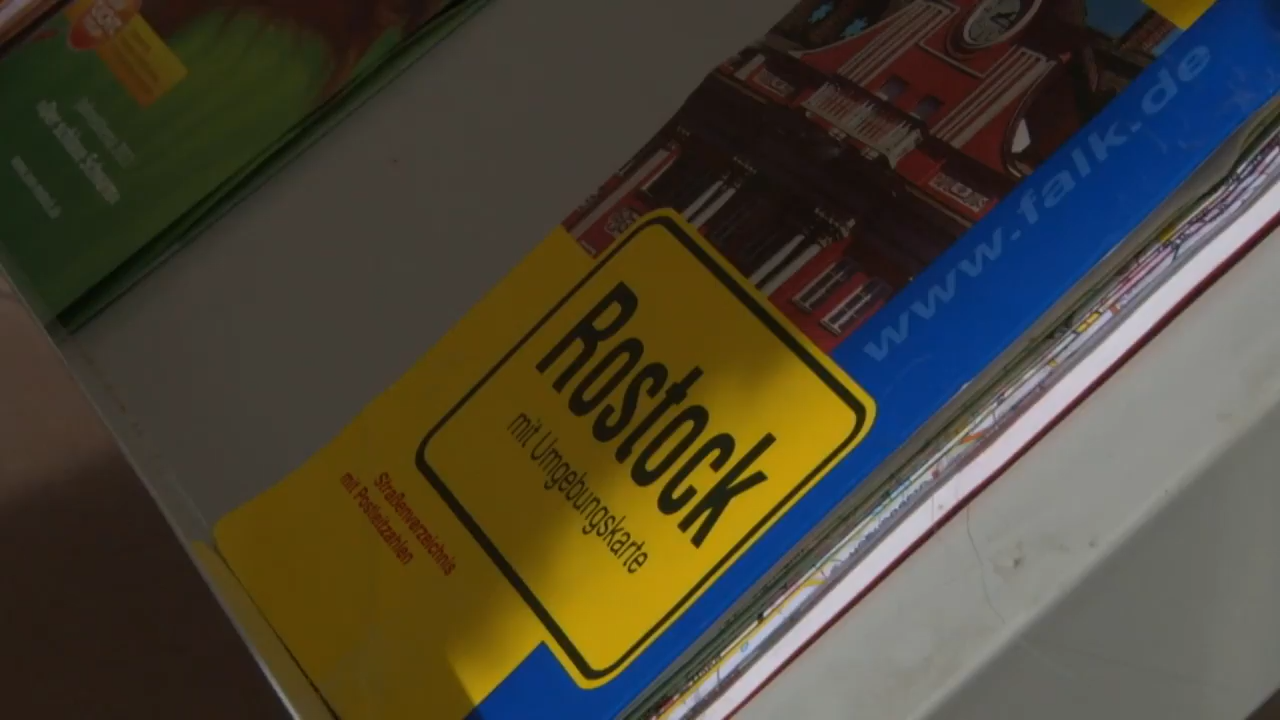 www.falk.de
Rostock
mit Umgebungskarte
Straßenverzeichnis
mit Postleitzahlen